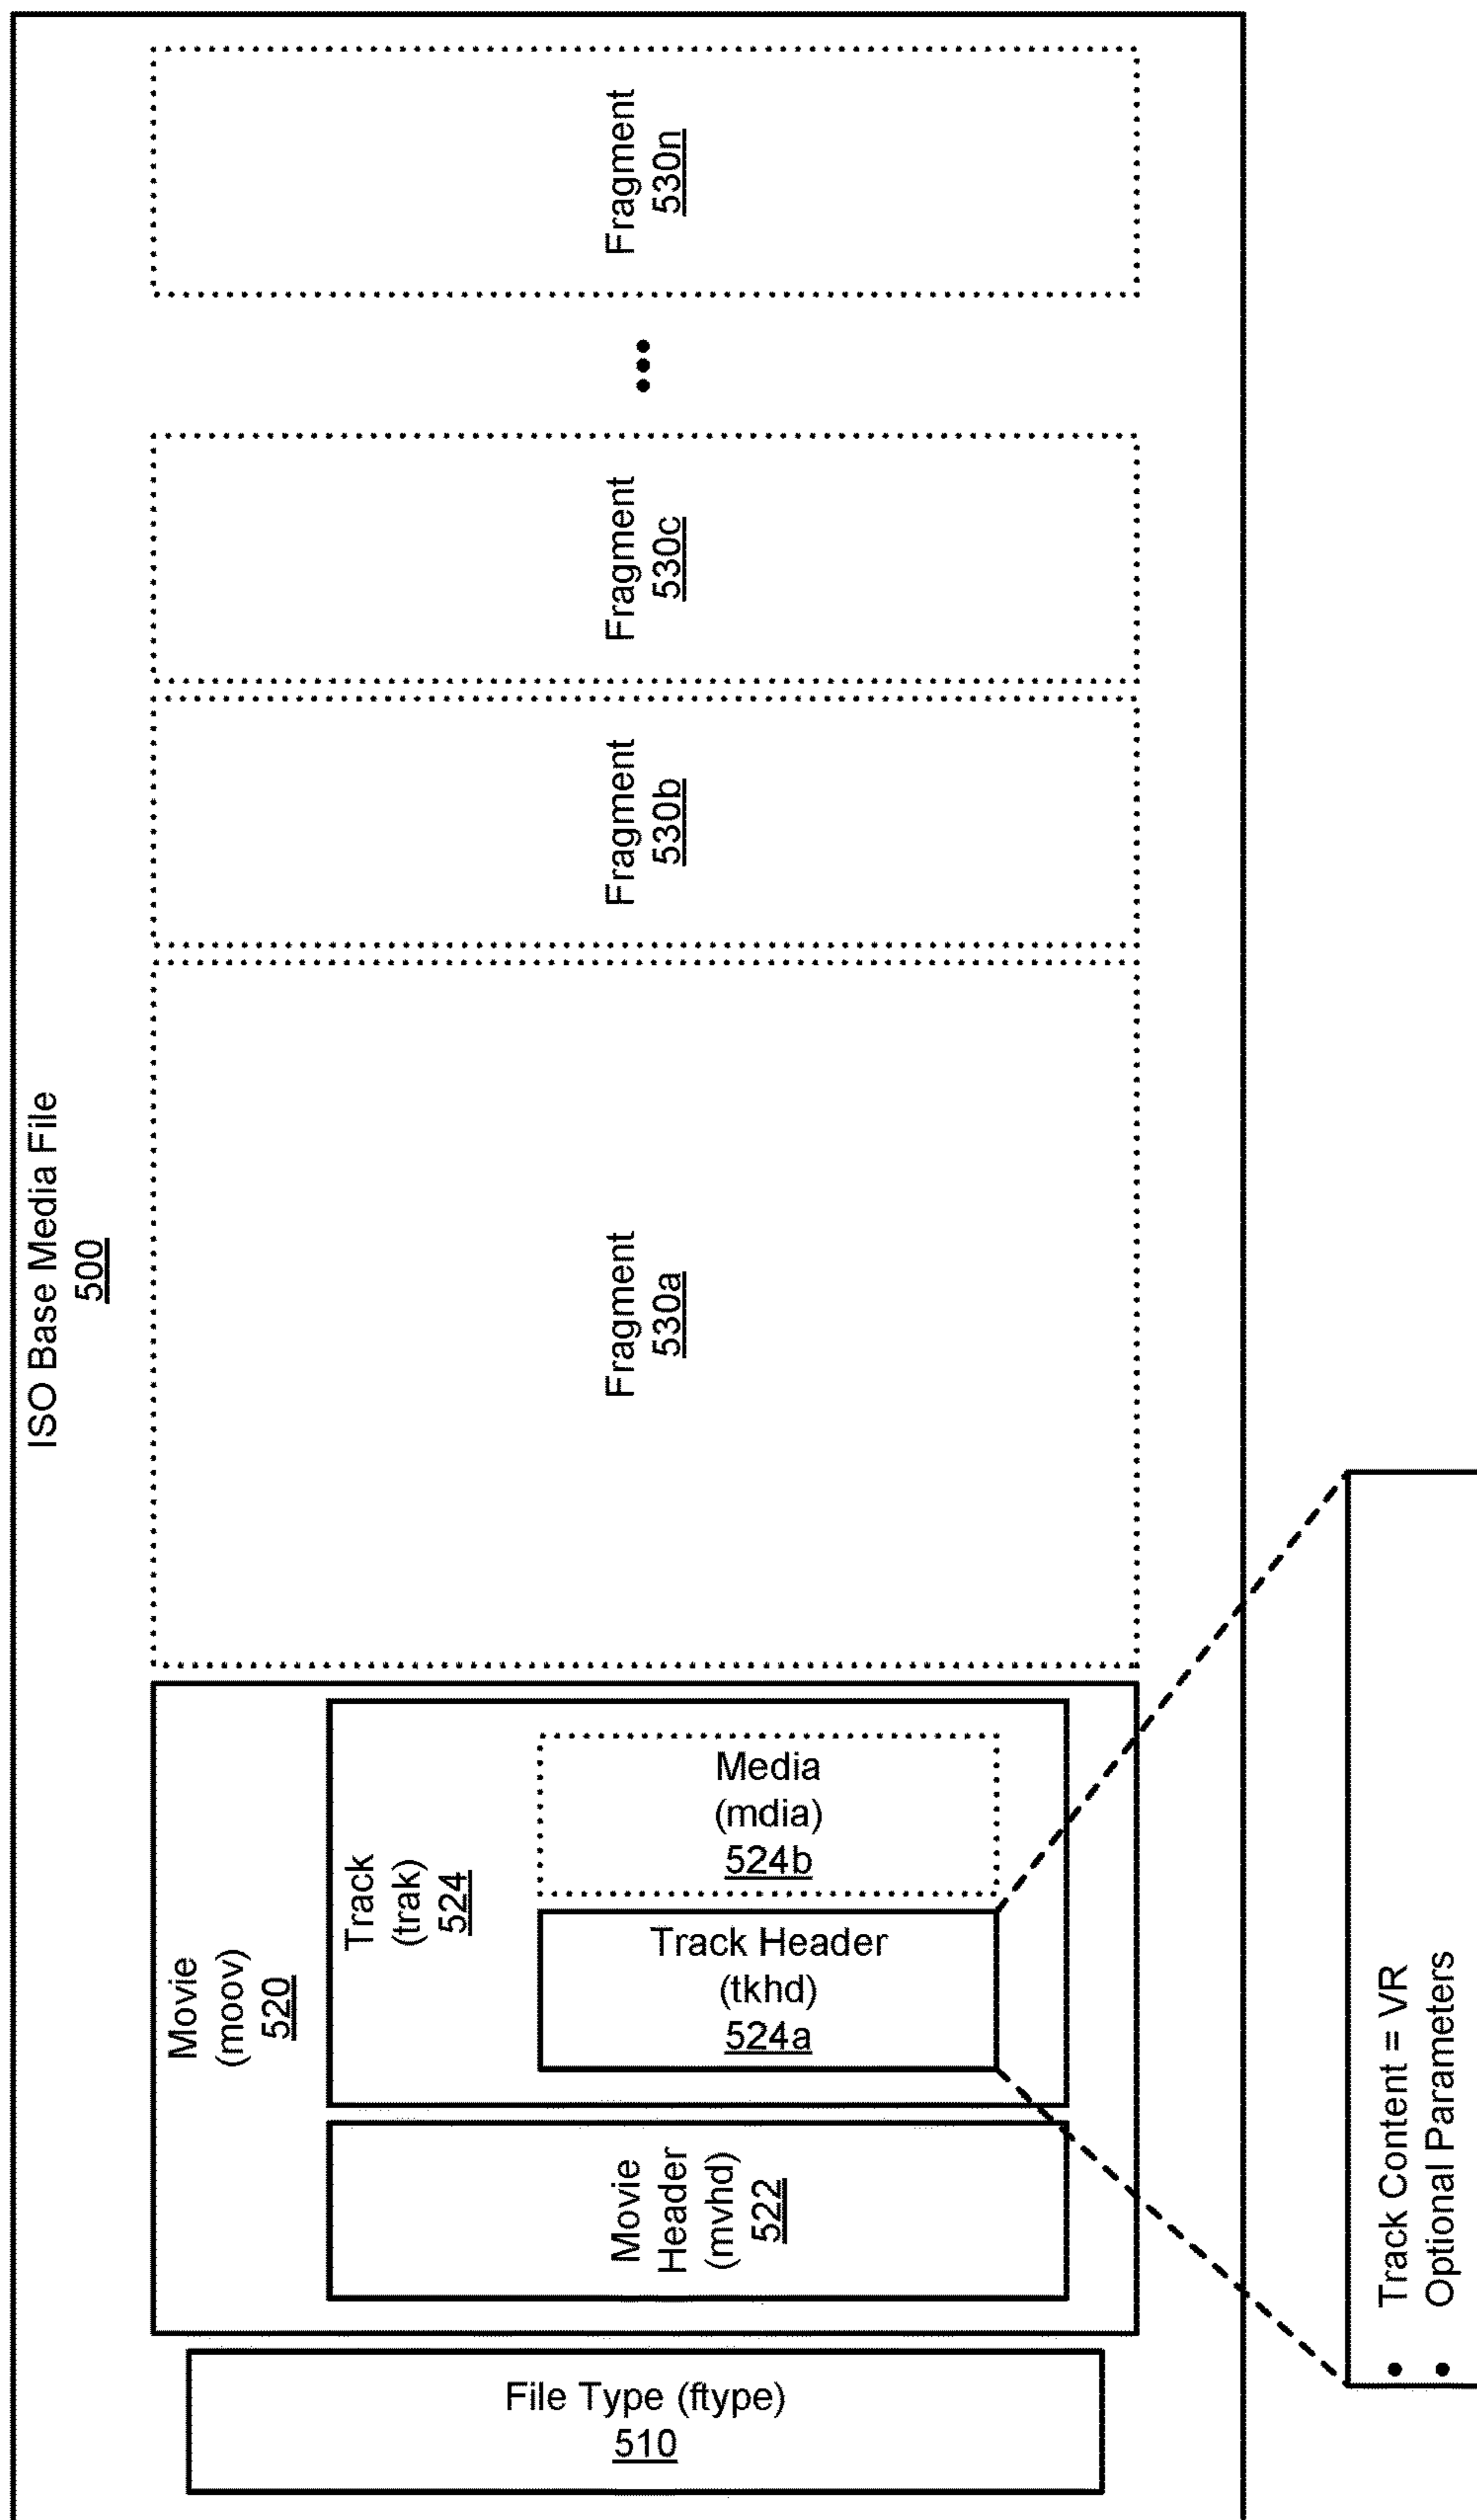 ISO Base Media File
500
File Type (ftype)
510
Movie
(moov)
520
Movie
Header
(mvhd)
522
Track
(trak)
524
Track Header
(tkhd)
524a
Media
(mdia)
524b
Fragment
530a
Fragment
530b
Fragment
530c
•••
Fragment
530n
• Track Content = VR
• Optional Parameters